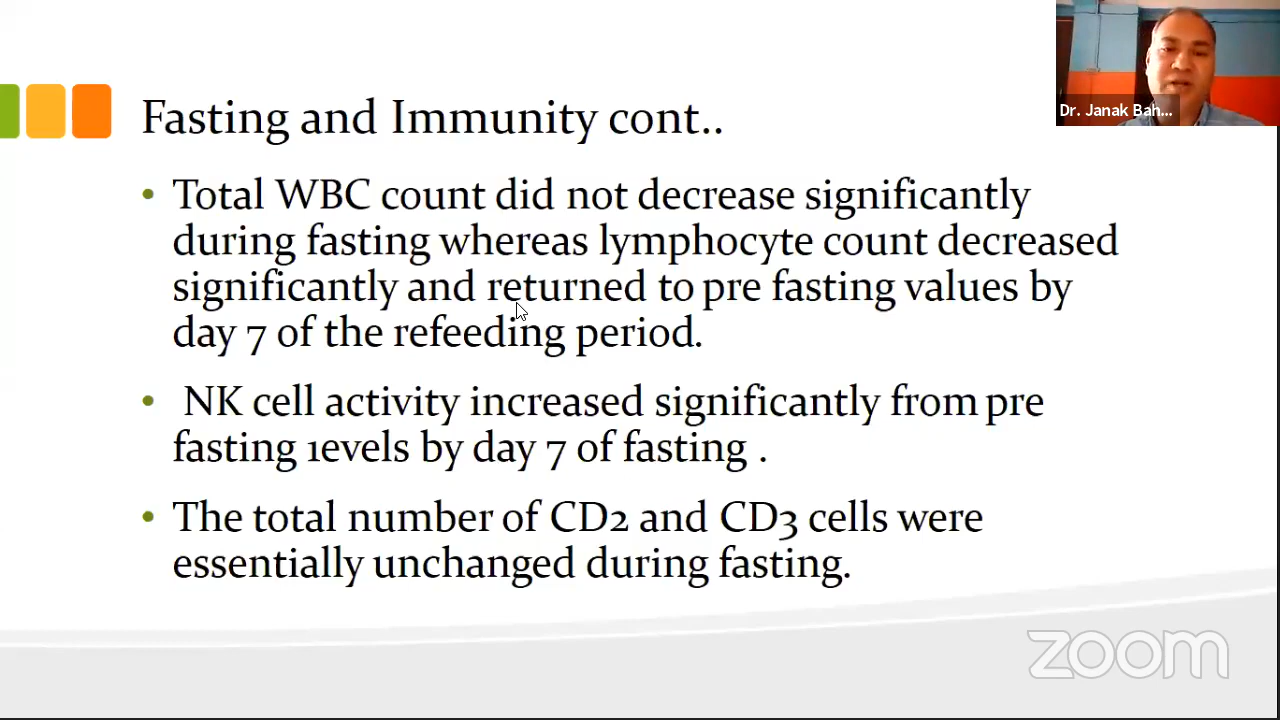 Dr. Janak Bah...
Fasting and Immunity cont..
• Total WBC count did not decrease significantly
during fasting whereas lymphocyte count decreased
significantly and returned to pre fasting values by
day 7 of the refeeding period.
• NK cell activity increased significantly from pre
fasting 1evels by day 7 of fasting .
• The total number of CD2 and CD3 cells were
essentially unchanged during fasting.
zoom